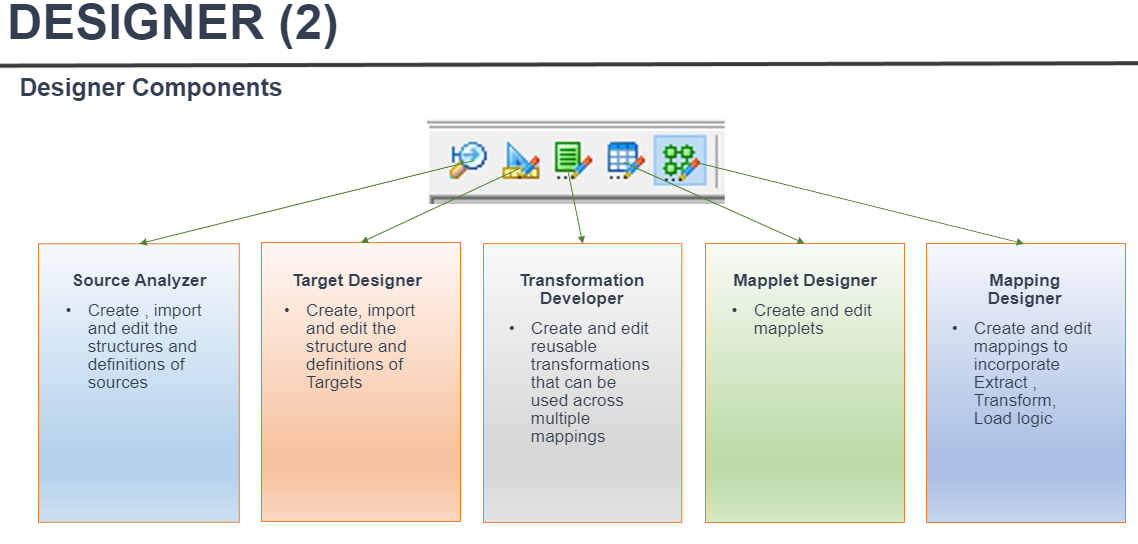 DESIGNER (2)
Designer Components
Source Analyzer
• Create , import
and edit the
structures and
definitions of
sources
Target Designer
• Create, import
and edit the
structure and
definitions of
Targets
Transformation
Developer
• Create and edit
reusable
transformations
that can be
used across
multiple
mappings
Mapplet Designer
• Create and edit
mapplets
Mapping
Designer
• Create and edit
mappings to
incorporate
Extract ,
Transform,
Load logic